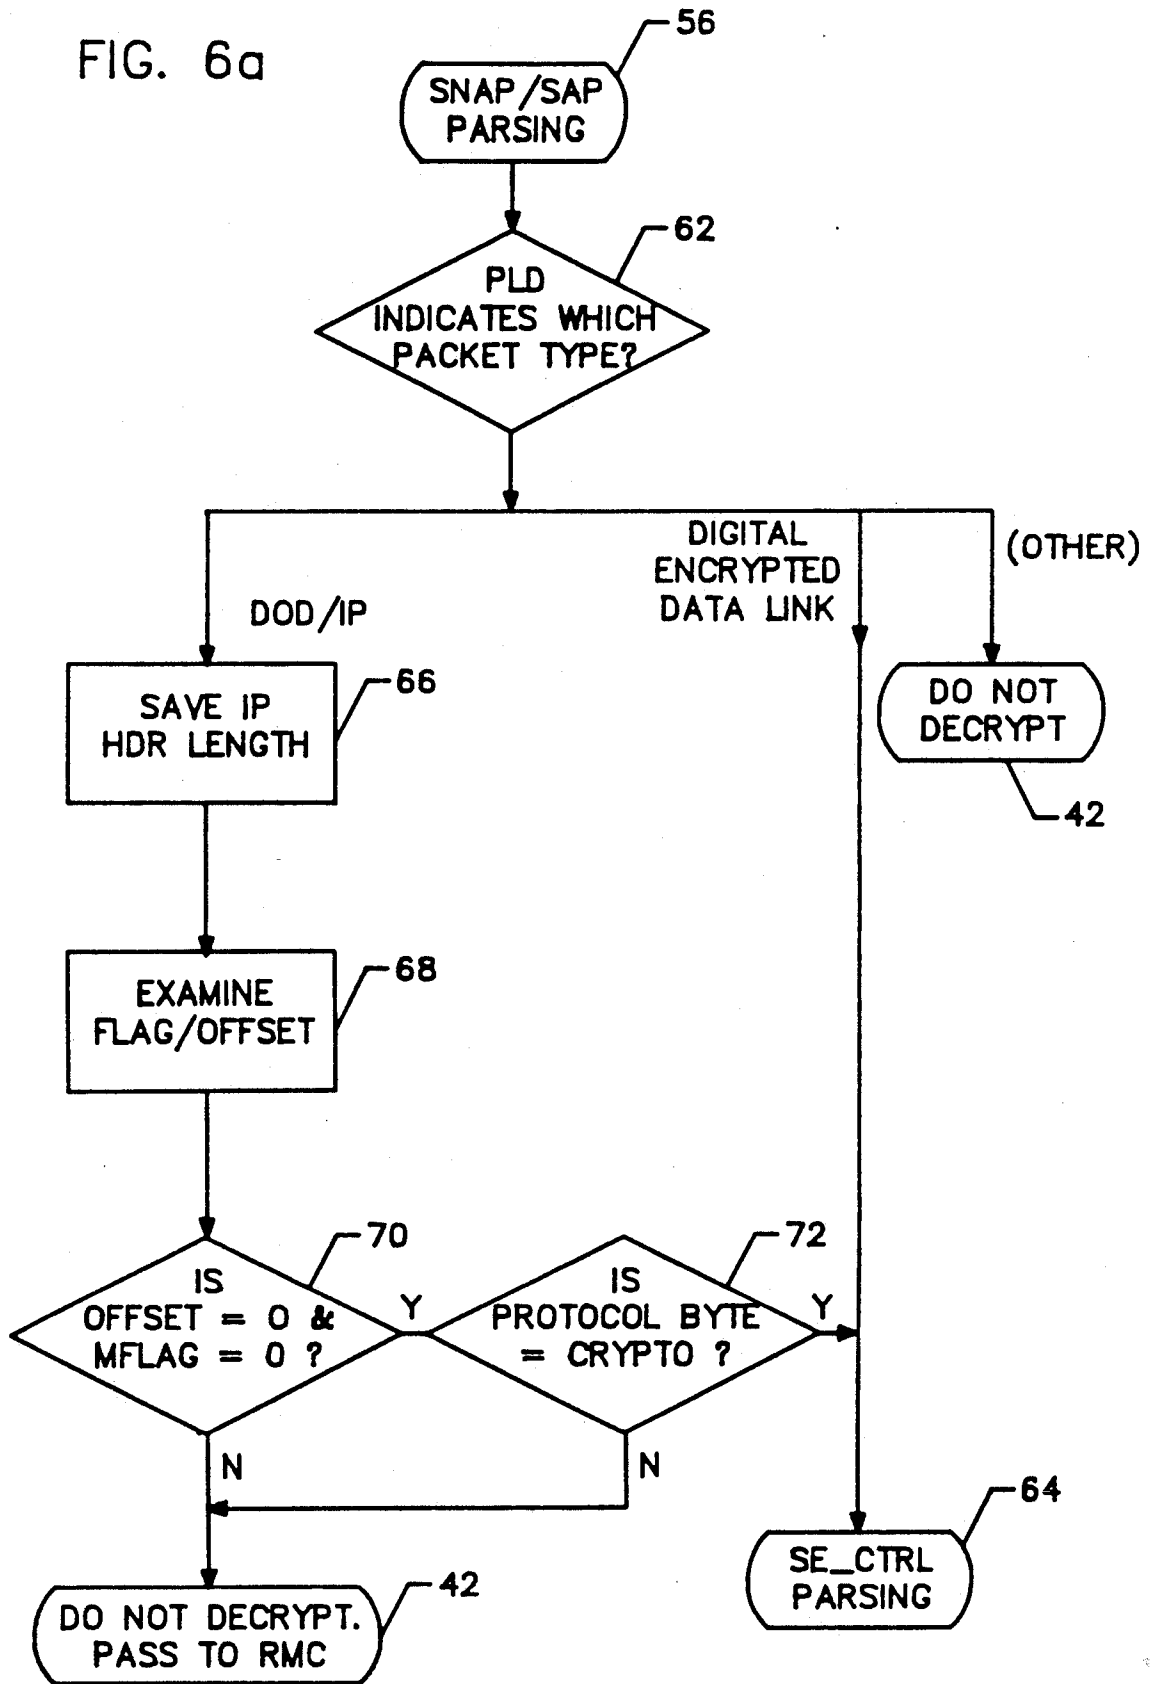 FIG. 6a
56
SNAP/SAP
PARSING
62
PLD
INDICATES WHICH
PACKET TYPE?
DIGITAL
ENCRYPTED
DATA LINK
(OTHER)
DOD/IP
66
SAVE IP
HDR LENGTH
DO NOT
DECRYPT
42
68
EXAMINE
FLAG/OFFSET
70
IS
OFFSET = 0 &
MFLAG = 0 ?
Y
N
72
IS
PROTOCOL BYTE
= CRYPTO ?
Y
N
64
SE_CTRL
PARSING
42
DO NOT DECRYPT.
PASS TO RMC